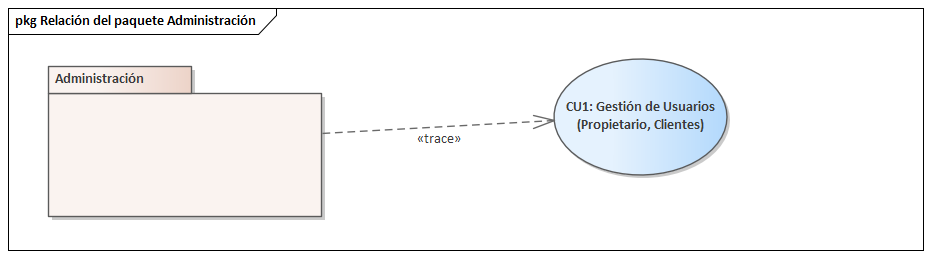 pkg Relación del paquete Administración
Administración
CU1: Gestión de Usuarios
(Propietario, Clientes)
«trace»